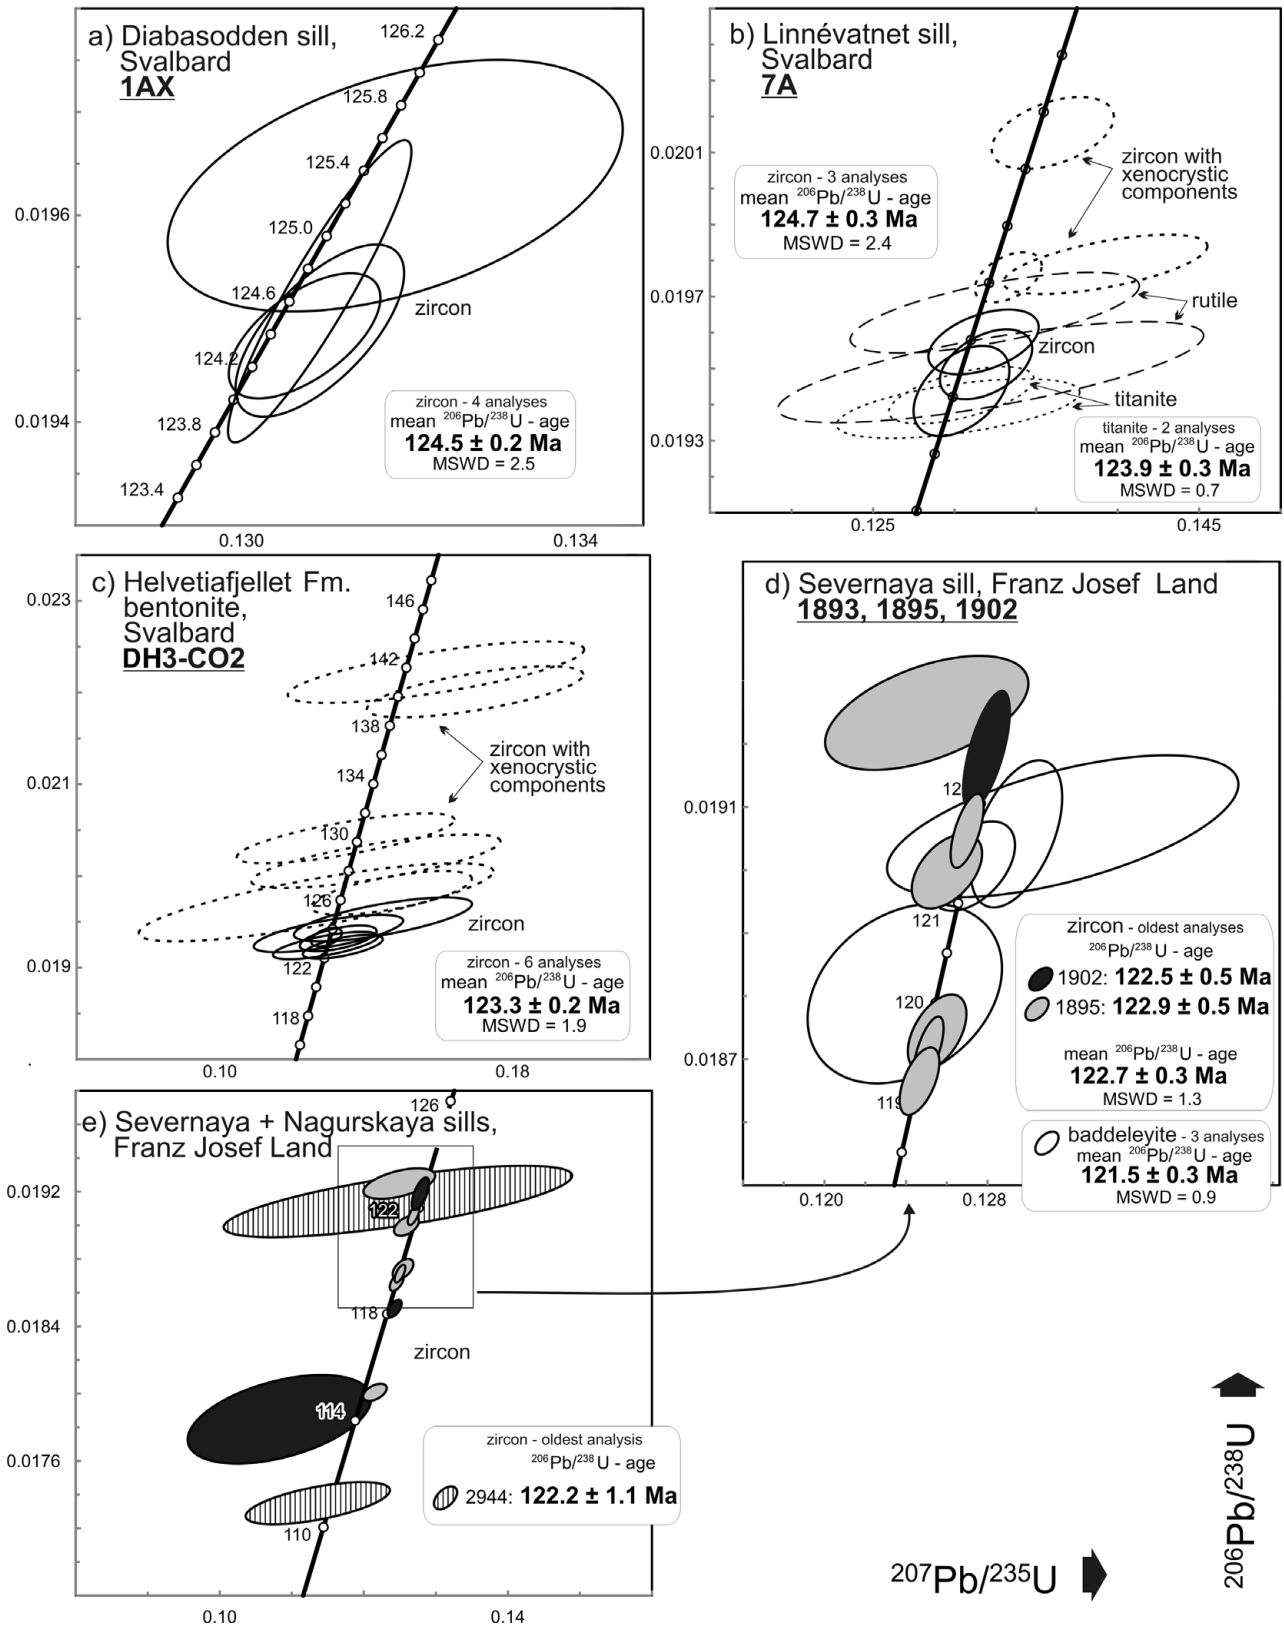 a) Diabasodden sill,
Svalbard
1AX
126.2
125.8
125.4
125.0
124.6
124.2
123.8
123.4
zircon
zircon - 4 analyses
mean 206Pb/238U - age
124.5 ± 0.2 Ma
MSWD = 2.5
0.0196
0.0194
0.130
0.134
b) Linnévatnet sill,
Svalbard
7A
zircon - 3 analyses
mean 206Pb/238U - age
124.7 ± 0.3 Ma
MSWD = 2.4
zircon with
xenocrystic
components
rutile
zircon
titanite
titanite - 2 analyses
mean 206Pb/238U - age
123.9 ± 0.3 Ma
MSWD = 0.7
0.0201
0.0197
0.0193
0.125
0.145
c) Helvetiafjellet Fm.
bentonite,
Svalbard
DH3-CO2
146
142
138
134
130
126
122
118
zircon with
xenocrystic
components
zircon
zircon - 6 analyses
mean 206Pb/238U - age
123.3 ± 0.2 Ma
MSWD = 1.9
0.023
0.021
0.019
0.10
0.18
d) Severnaya sill, Franz Josef Land
1893, 1895, 1902
12
121
120
119
zircon - oldest analyses
206Pb/238U - age
1902: 122.5 ± 0.5 Ma
1895: 122.9 ± 0.5 Ma
mean 206Pb/238U - age
122.7 ± 0.3 Ma
MSWD = 1.3
baddeleyite - 3 analyses
mean 206Pb/238U - age
121.5 ± 0.3 Ma
MSWD = 0.9
0.0191
0.0187
0.120
0.128
e) Severnaya + Nagurskaya sills,
Franz Josef Land
126
122
118
114
110
zircon
zircon - oldest analysis
206Pb/238U - age
2944: 122.2 ± 1.1 Ma
0.0192
0.0184
0.0176
0.10
0.14
207Pb/235U
206Pb/238U